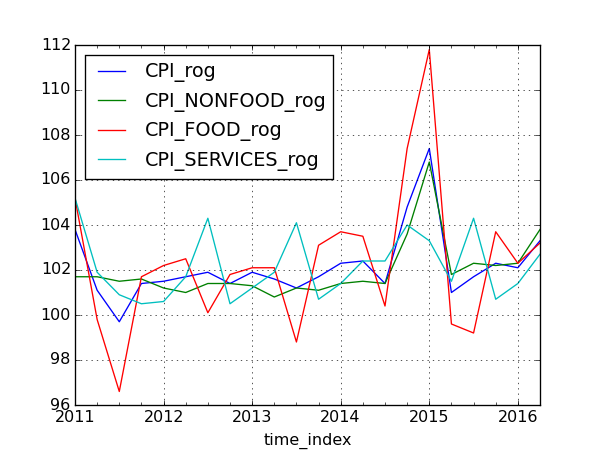 112
110
108
106
104
102
100
98
96
CPI_rog
CPI_NONFOOD_rog
CPI_FOOD_rog
CPI_SERVICES_rog
2011 2012 2013 2014 2015 2016
time_index